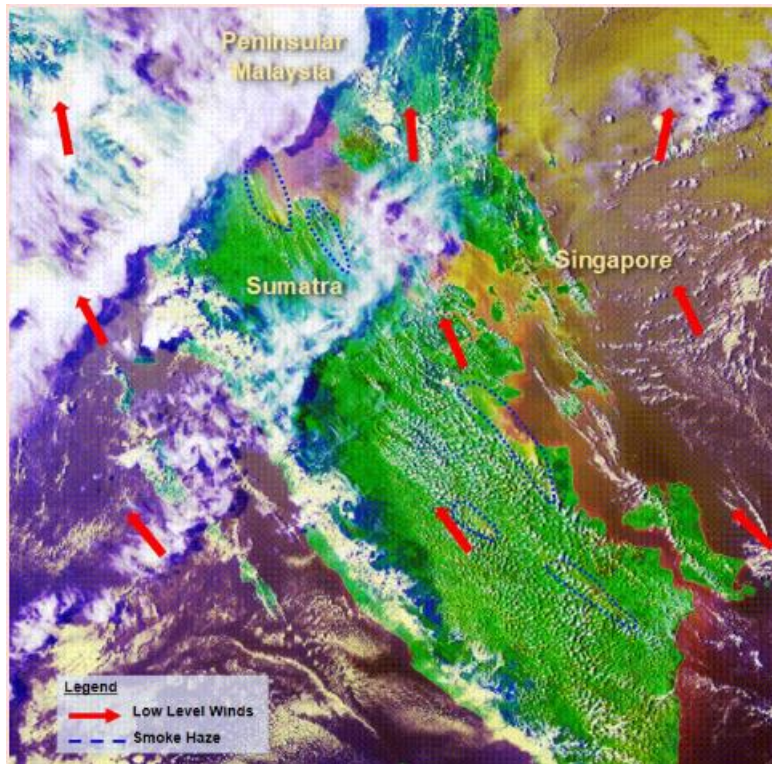 Peninsular
Malaysia
Singapore
Sumatra
Legend
Low Level Winds
Smoke Haze